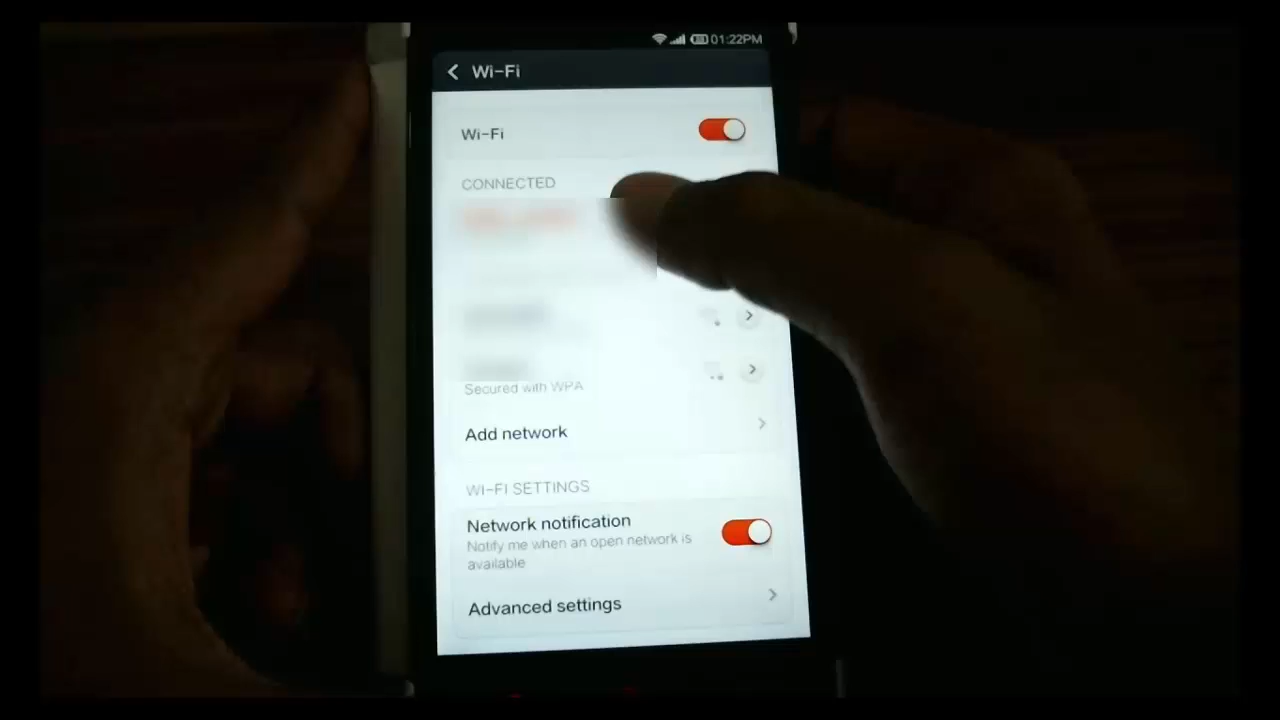 01:22PM
Wi-Fi
Wi-Fi
CONNECTED
Secured with WPA
Add network
WI-FI SETTINGS
Network notification
Notify me when an open network is
available
Advanced settings